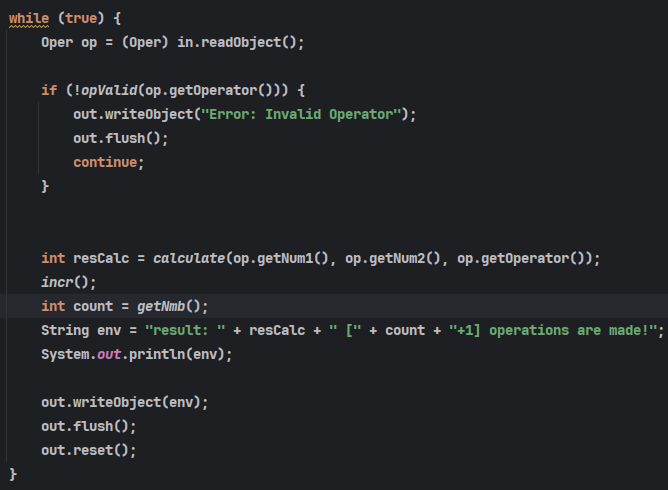 while (true) {
    Oper op = (Oper) in.readObject();

    if (!opValid(op.getOperator())) {
        out.writeObject("Error: Invalid Operator");
        out.flush();
        continue;
    }


    int resCalc = calculate(op.getNum1(), op.getNum2(), op.getOperator());
    incr();
    int count = getNmb();
    String env = "result: " + resCalc + " [" + count + "+1] operations are made!";
    System.out.println(env);

    out.writeObject(env);
    out.flush();
    out.reset();
}